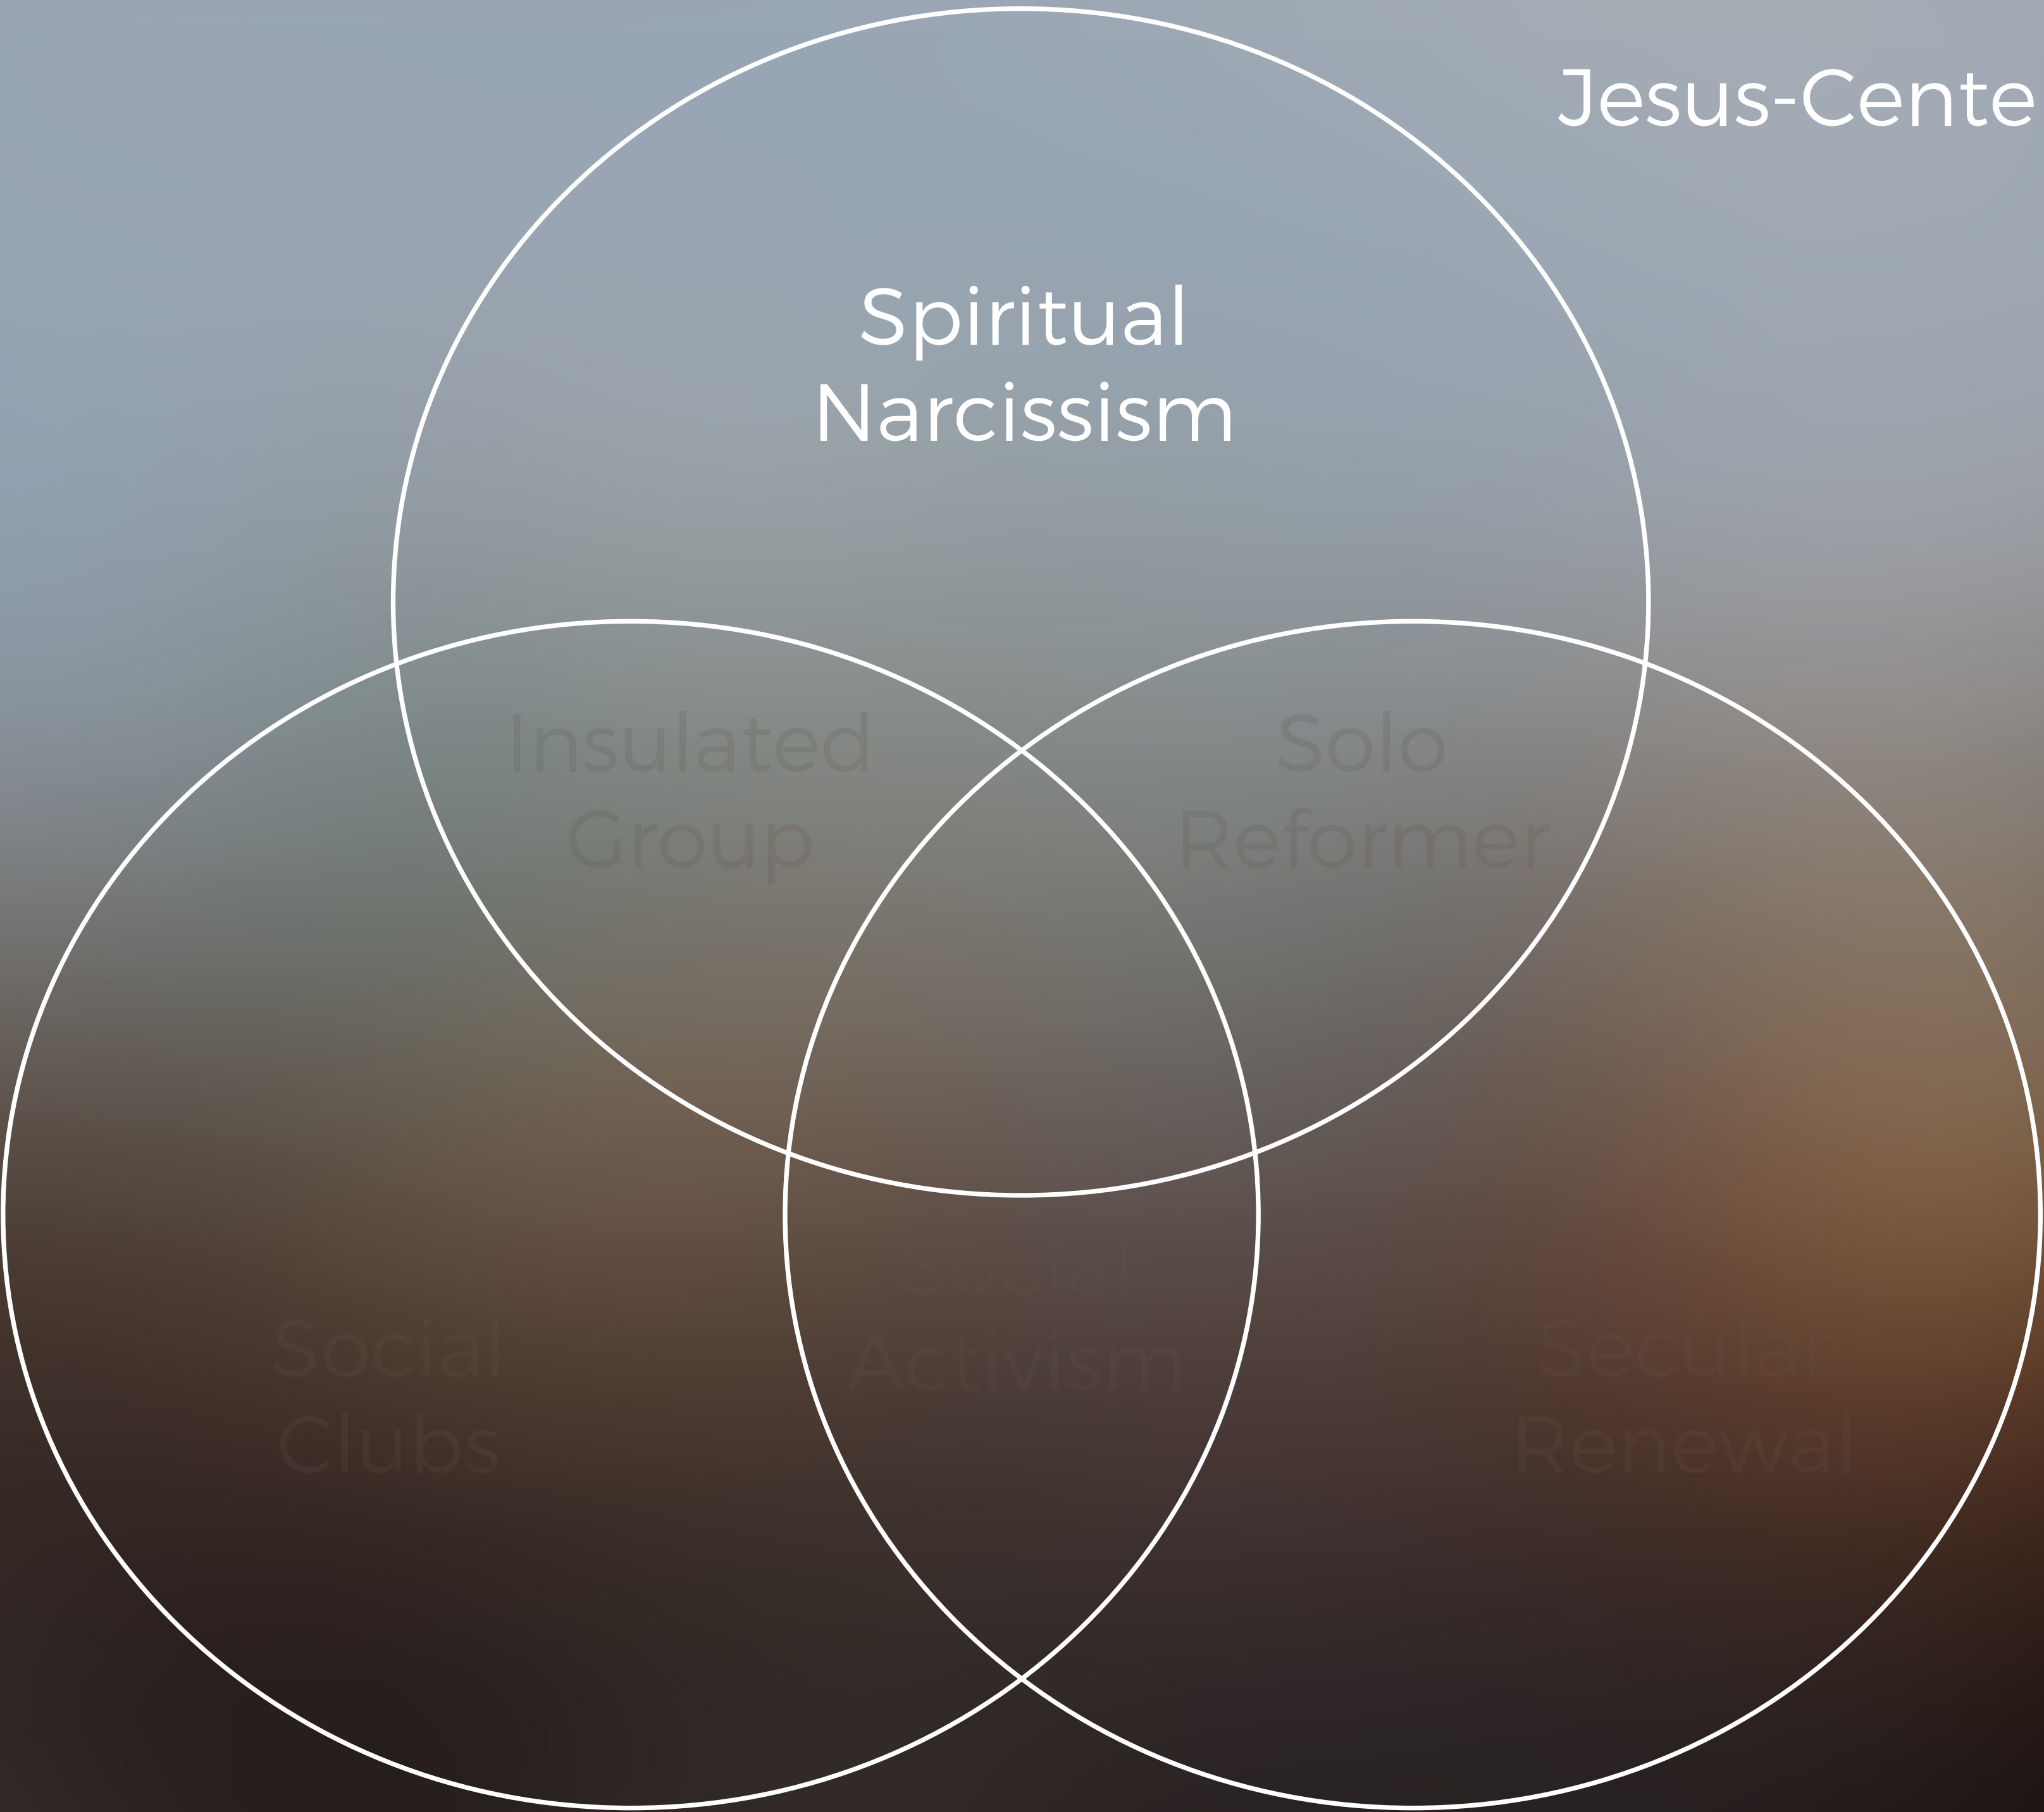 Jesus-Cente
Spiritual
Narcissism
Insulated
Group
Solo
Reformer
Social
Activism
Social
Clubs
Secular
Renewal